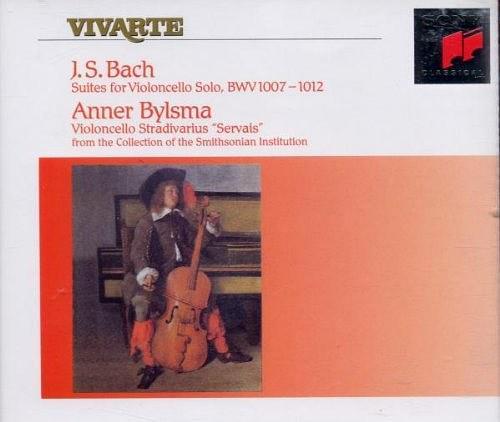 VIVARTE
SONY
CLASSICAL
J. S. Bach
Suites for Violoncello Solo, BWV 1007 – 1012
Anner Bylsma
Violoncello Stradivarius "Servais"
from the Collection of the Smithsonian Institution